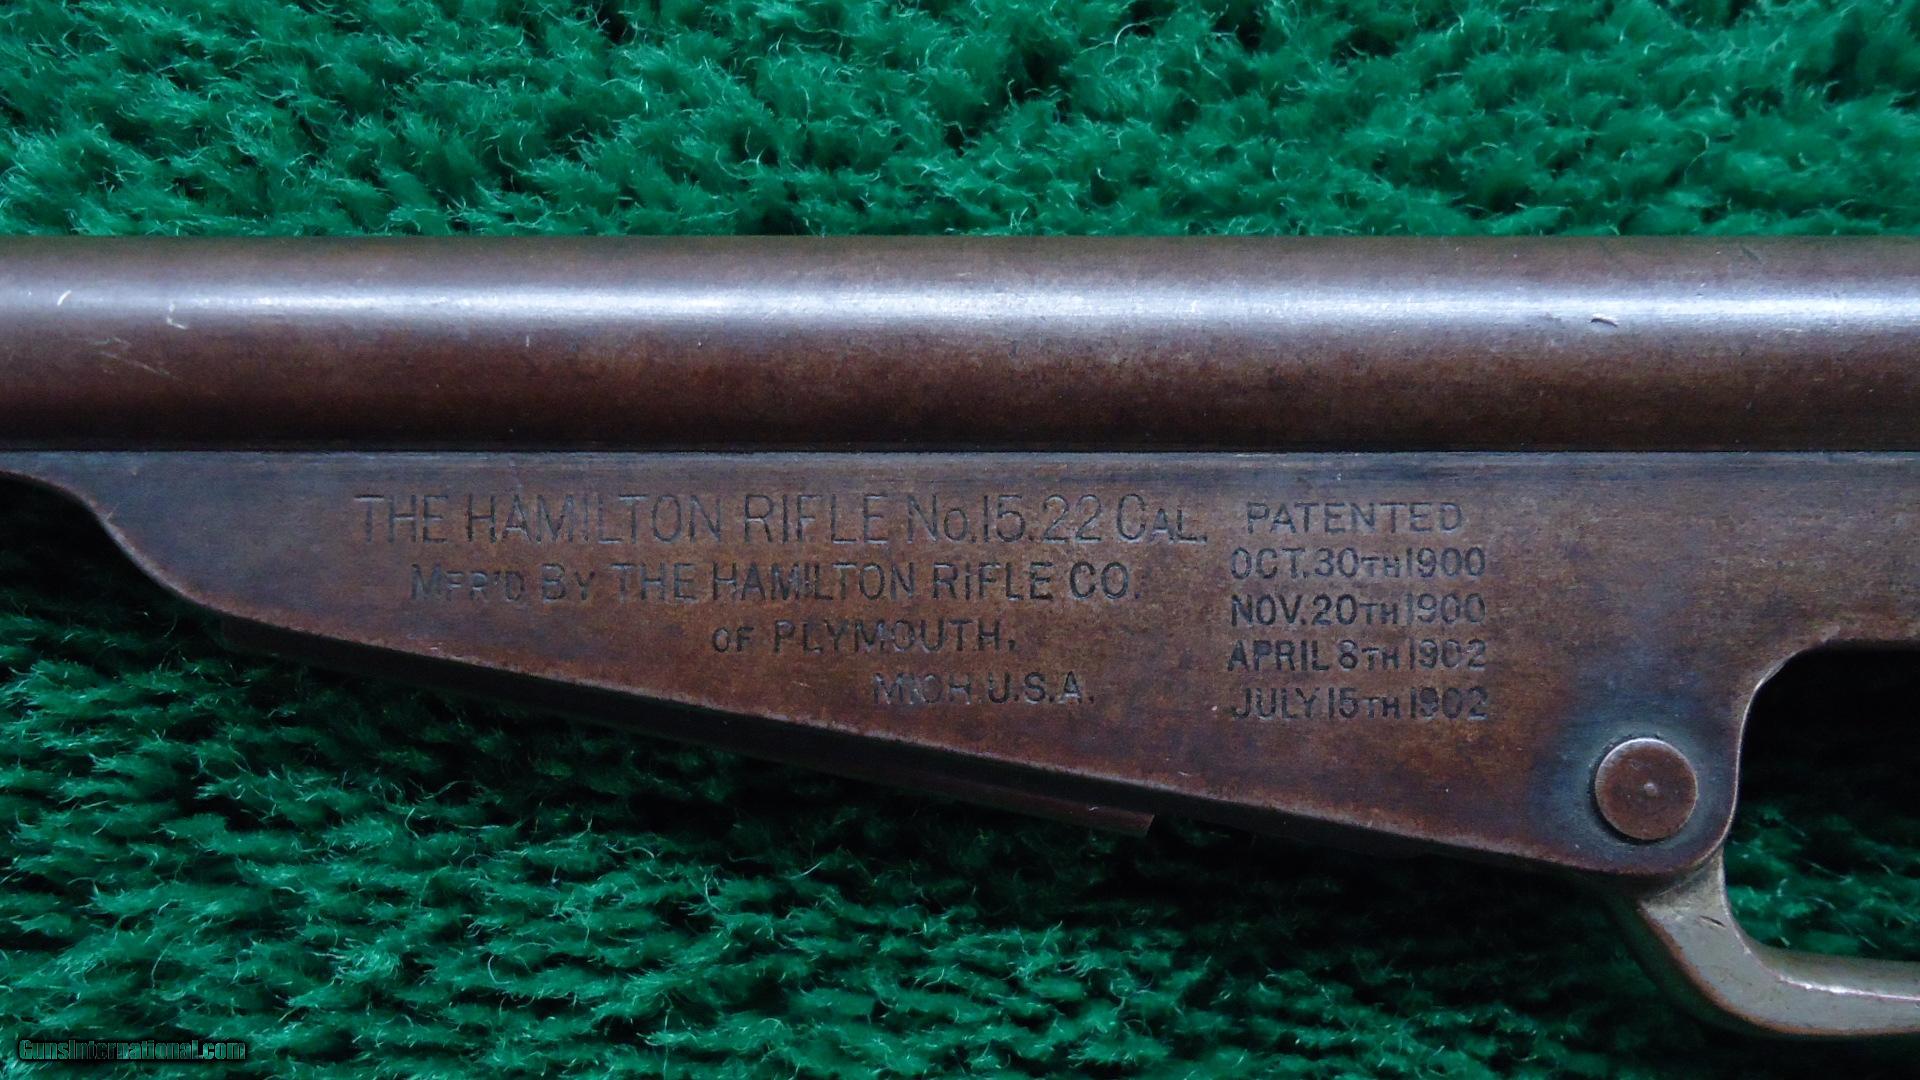 THE HAMILTON RIFLE No.15.22 CAL.
MFR'D BY THE HAMILTON RIFLE CO.
OF PLYMOUTH,
MICH U.S.A.
PATENTED
OCT.30TH1900
NOV.20TH1900
APRIL 8TH 1902
JULY 15TH 1902
GunsInternational.com